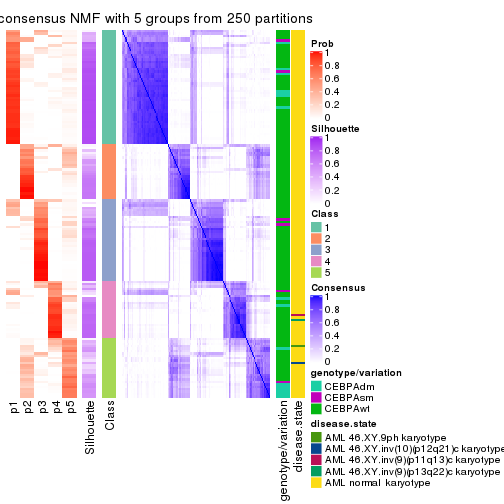 consensus NMF with 5 groups from 250 partitions
Prob
1
0.8
0.6
0.4
0.2
0
Silhouette
1
0.8
0.6
0.4
0.2
0
Class
1
2
3
4
5
Consensus
1
0.8
0.6
0.4
0.2
0
genotype/variation
CEBPAdm
CEBPAsm
CEBPAwt
disease.state
AML 46.XY.9ph karyotype
AML 46.XY.inv(10)(p12q21)c karyotype
AML 46.XY.inv(9)(p11q13)c karyotype
AML 46.XY.inv(9)(p13q22)c karyotype
AML normal karyotype
p1
p2
p3
p4
p5
Silhouette
Class
genotype/variation
disease.state